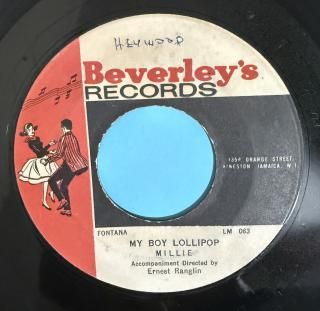 HEYWOOD
Beverley's
RECORDS
135A ORANGE STREET,
KINGSTON JAMAICA, W.I.
FONTANA
LM 063
MY BOY LOLLIPOP
MILLIE
Accompaniment Directed by
Ernest Ranglin